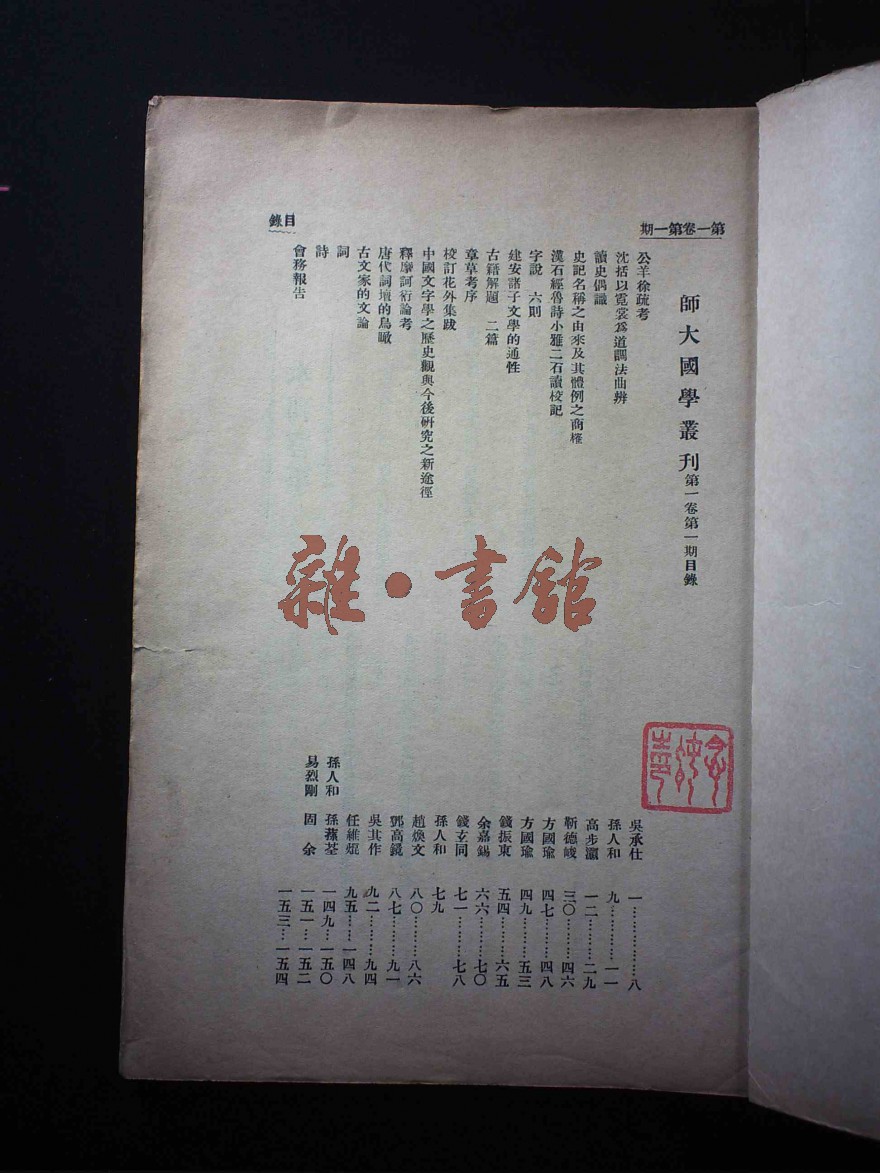 第一卷第一期
師大國學叢刊 第一卷第一期目錄
公羊徐疏考 吳承仕 一……………八
沈括以霓裳爲道調法曲辨 孫人和 九…………一一
讀史偶識 高步瀛 一二………二九
史記名稱之由來及其體例之商榷 靳德峻 三〇………四六
漢石經魯詩小雅二石讀校記 方國瑜 四七………四八
字說 六則 方國瑜 四九………五三
建安諸子文學的通性 錢振東 五四………六五
古籍解題 二篇 余嘉錫 六六………七〇
章草考序 錢玄同 七一………七八
校訂花外集跋 孫人和 七九
中國文字學之歷史觀與今後硏究之新途徑 趙煥文 八〇………八六
釋摩訶衍論考 鄧高鏡 八七………九一
唐代詞壇的鳥瞰 吳其作 九二………九四
古文家的文論 任維焜 九五……一四八
詞 孫人和 孫蓀荃 一四九…一五〇
詩 易烈剛 固余 一五一…一五二
會務報告 一五三…一五四
目錄
雜·書館